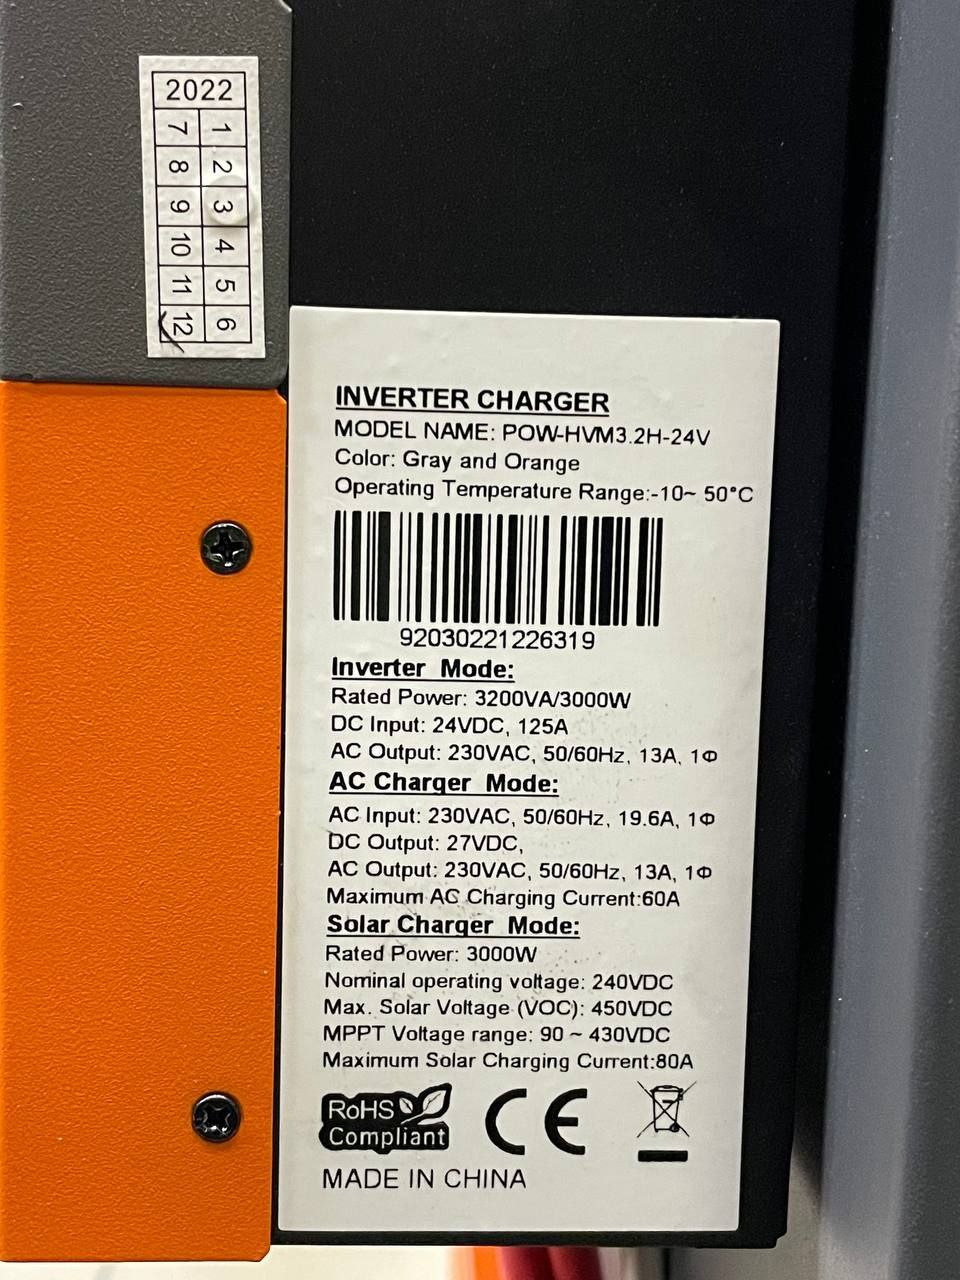 2022
7 1
8 2
9 3
10 4
11 5
12 6
INVERTER CHARGER
MODEL NAME: POW-HVM3.2H-24V
Color: Gray and Orange
Operating Temperature Range:-10~ 50°C
92030221226319
Inverter Mode:
Rated Power: 3200VA/3000W
DC Input: 24VDC, 125A
AC Output: 230VAC, 50/60Hz, 13A, 1Φ
AC Charger Mode:
AC Input: 230VAC, 50/60Hz, 19.6A, 1Φ
DC Output: 27VDC,
AC Output: 230VAC, 50/60Hz, 13A, 1Φ
Maximum AC Charging Current:60A
Solar Charger Mode:
Rated Power: 3000W
Nominal operating voltage: 240VDC
Max. Solar Voltage (VOC): 450VDC
MPPT Voltage range: 90 ~ 430VDC
Maximum Solar Charging Current:80A
RoHS
Compliant
CE
MADE IN CHINA